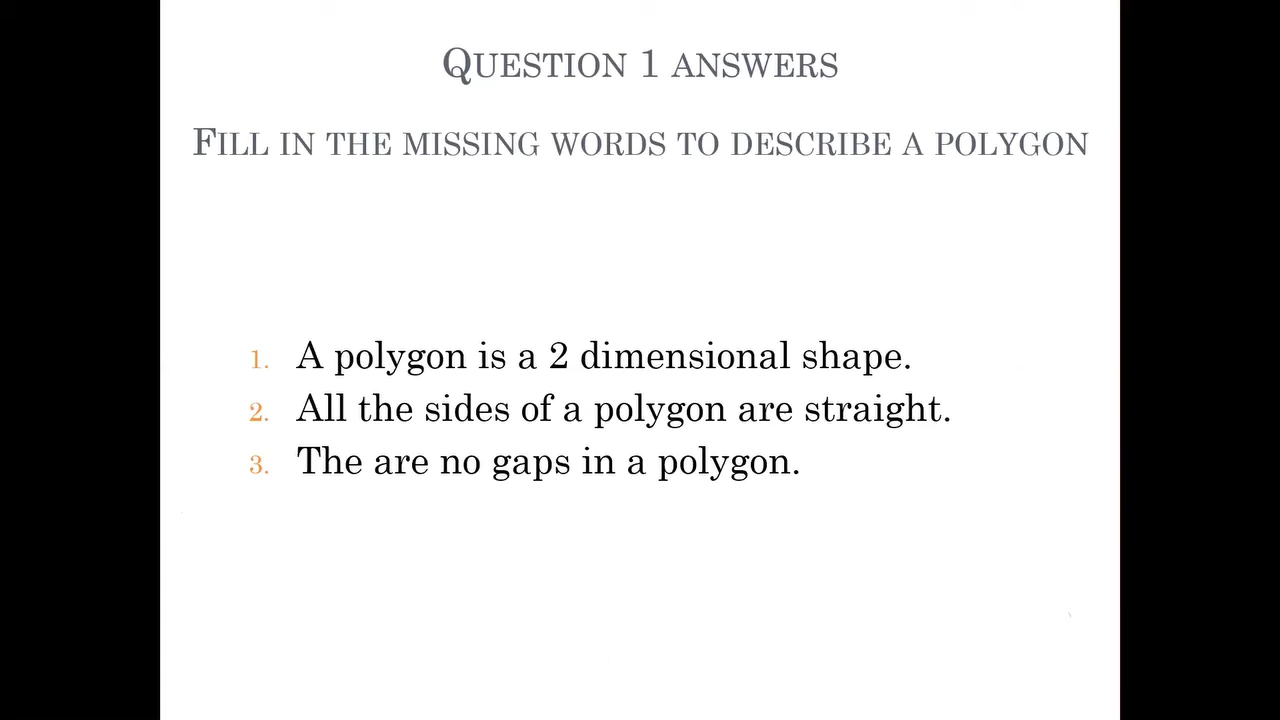 QUESTION 1 ANSWERS
FILL IN THE MISSING WORDS TO DESCRIBE A POLYGON
1. A polygon is a 2 dimensional shape.
2. All the sides of a polygon are straight.
3. The are no gaps in a polygon.